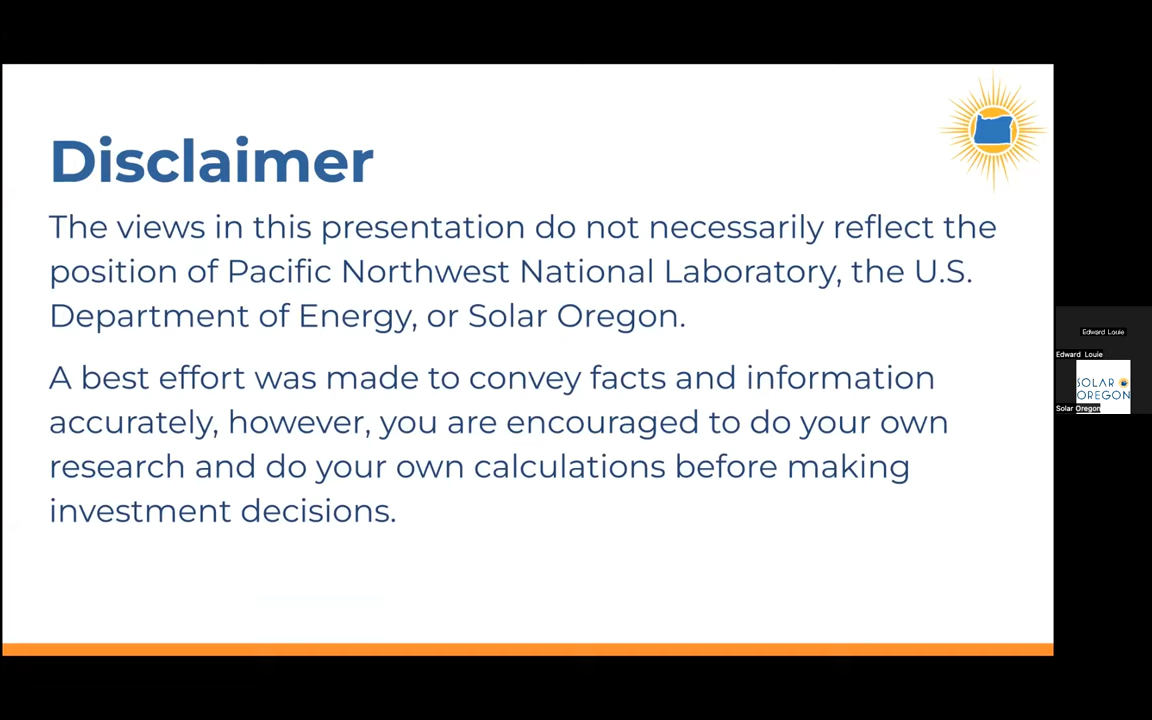 Disclaimer
The views in this presentation do not necessarily reflect the
position of Pacific Northwest National Laboratory, the U.S.
Department of Energy, or Solar Oregon.
A best effort was made to convey facts and information
accurately, however, you are encouraged to do your own
research and do your own calculations before making
investment decisions.
Edward Louie
Edward Louie
SOLAR
OREGON
Solar Oregon